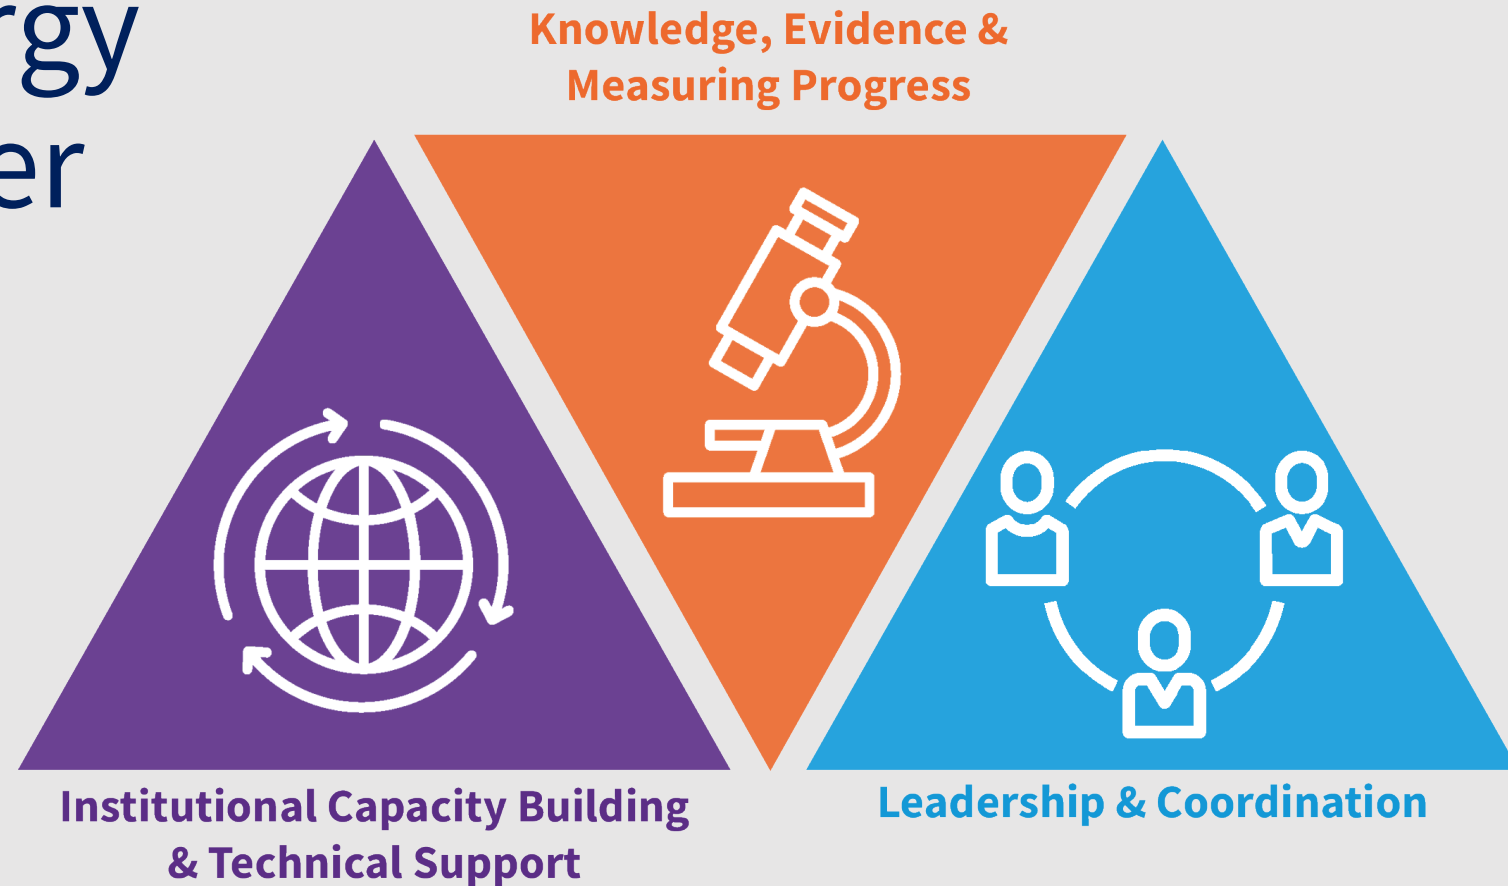 Knowledge, Evidence &
Measuring Progress
Institutional Capacity Building
& Technical Support
Leadership & Coordination